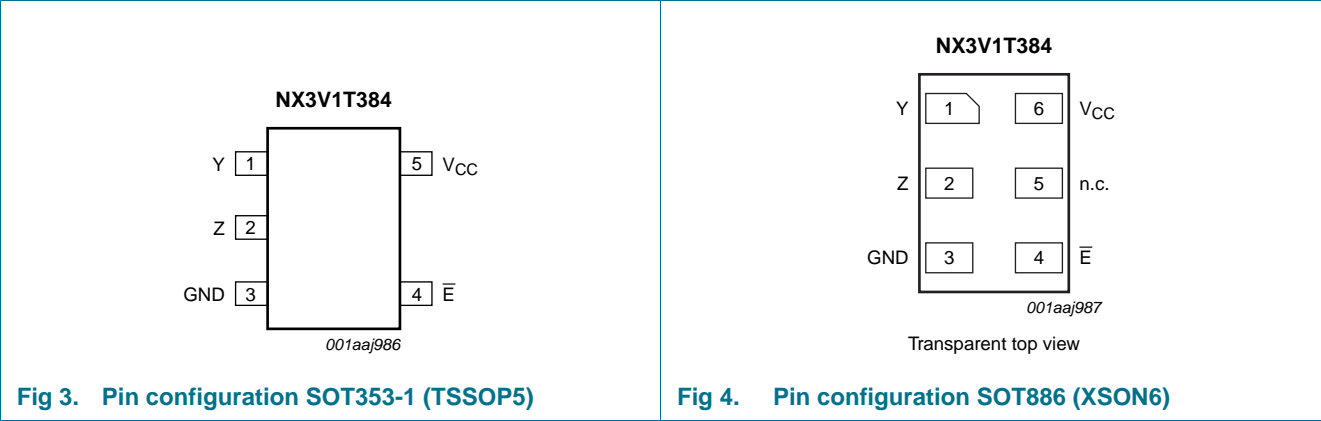 NX3V1T384
Y 1
5 VCC
Z 2
GND 3
4 E̅
001aaj986
Fig 3. Pin configuration SOT353-1 (TSSOP5)
NX3V1T384
Y 1
6 VCC
Z 2
5 n.c.
GND 3
4 E̅
001aaj987
Transparent top view
Fig 4. Pin configuration SOT886 (XSON6)